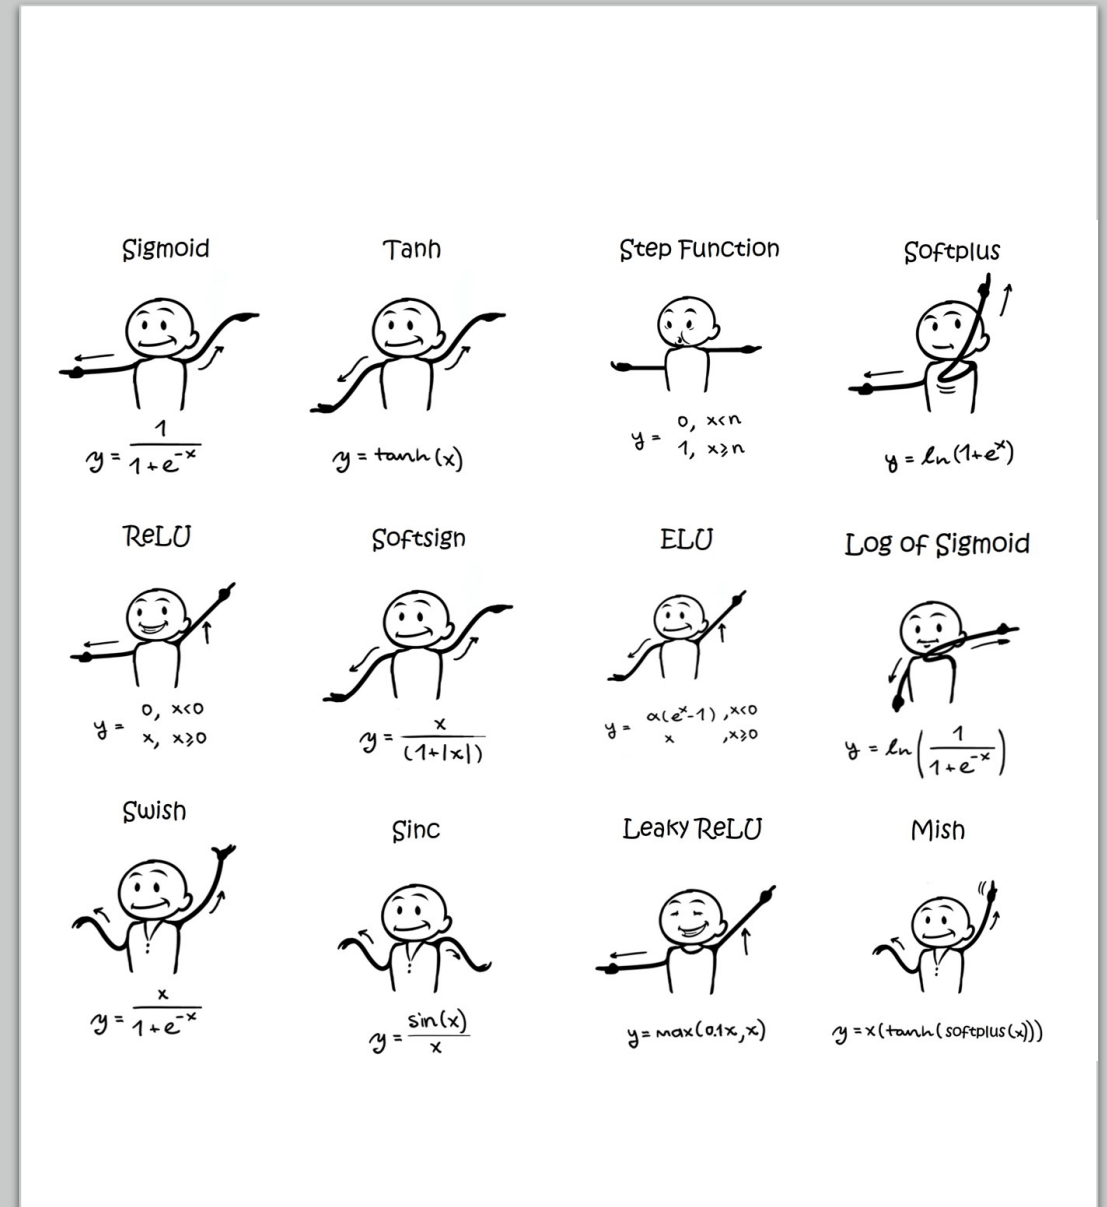 Sigmoid
y = 1 / 1+e^-x
Tanh
y = tanh(x)
Step Function
y = 0, x<n
1, x⩾n
Softplus
y = ln(1+e^x)
ReLU
y = 0, x<0
x, x⩾0
Softsign
y = x / (1+|x|)
ELU
y = α(e^x-1) ,x<0
x ,x⩾0
Log of Sigmoid
y = ln(1 / 1+e^-x)
Swish
y = x / 1+e^-x
Sinc
y = sin(x) / x
Leaky ReLU
y=max(0.1x,x)
Mish
y=x(tanh(softplus(x)))